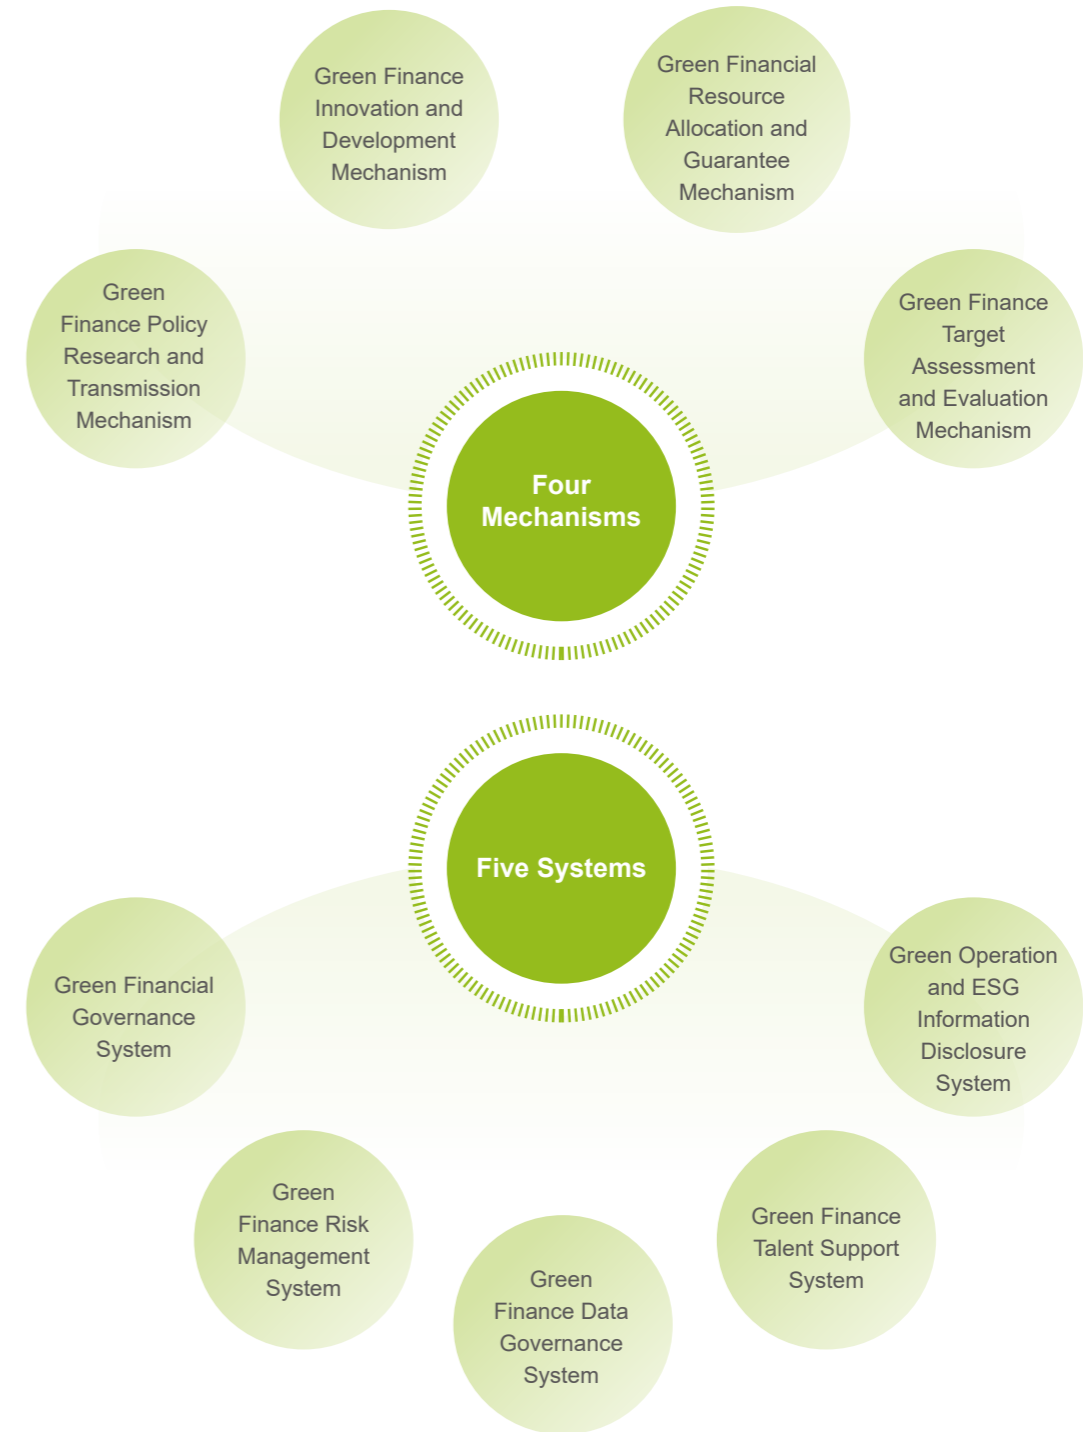 Green Finance
Innovation and
Development
Mechanism
Green Financial
Resource
Allocation and
Guarantee
Mechanism
Green
Finance Policy
Research and
Transmission
Mechanism
Green Finance
Target
Assessment
and Evaluation
Mechanism
Four
Mechanisms
Five Systems
Green Financial
Governance
System
Green Operation
and ESG
Information
Disclosure
System
Green
Finance Risk
Management
System
Green
Finance Data
Governance
System
Green Finance
Talent Support
System